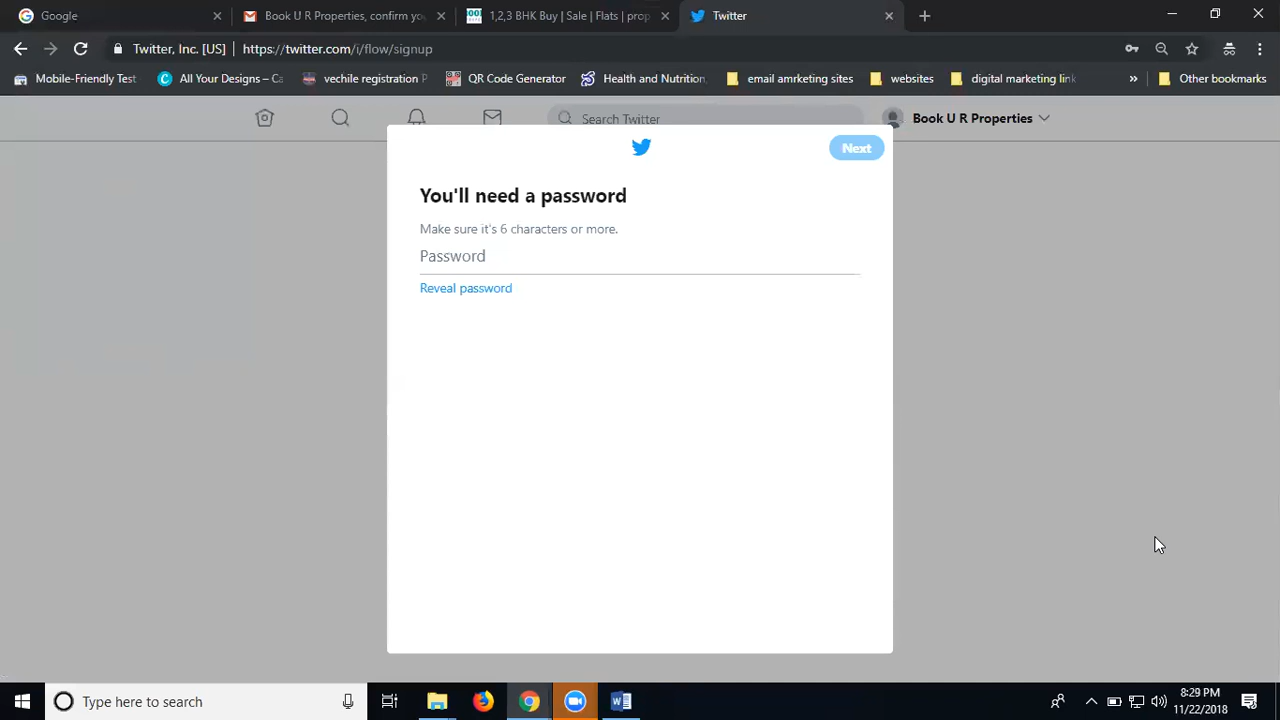 Google
Book U R Properties, confirm you
1,2,3 BHK Buy | Sale | Flats | prop
Twitter
Twitter, Inc. [US]
https://twitter.com/i/flow/signup
Mobile-Friendly Test
All Your Designs – Ca
vechile registration P
QR Code Generator
Health and Nutrition
email amrketing sites
websites
digital marketing link
»
Other bookmarks
Search Twitter
Book U R Properties
Next
You'll need a password
Make sure it's 6 characters or more.
Password
Reveal password
Type here to search
8:29 PM
11/22/2018